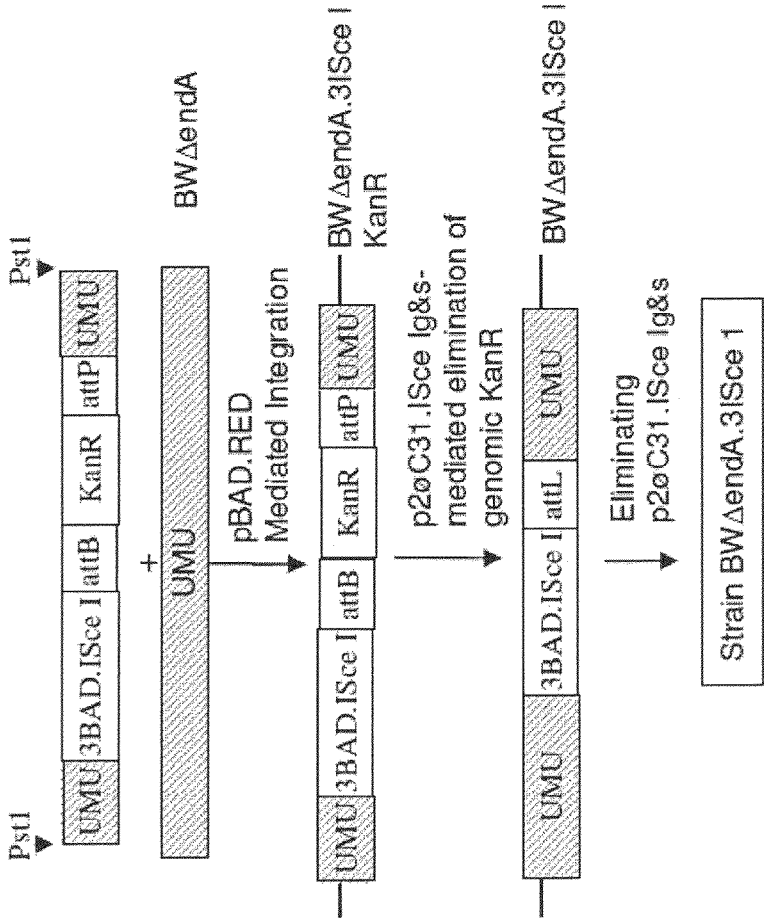 Pst1 Pst1
UMU 3BAD.ISce I attB KanR attP UMU
+
UMU BWΔendA
pBAD.RED
Mediated Integration
UMU 3BAD.ISce I attB KanR attP UMU BWΔendA.3ISce I
KanR
p2øC31.ISce Ig&s-
mediated elimination of
genomic KanR
UMU 3BAD.ISce I attL UMU BWΔendA.3ISce I
Eliminating
p2øC31.ISce Ig&s
Strain BWΔendA.3ISce 1